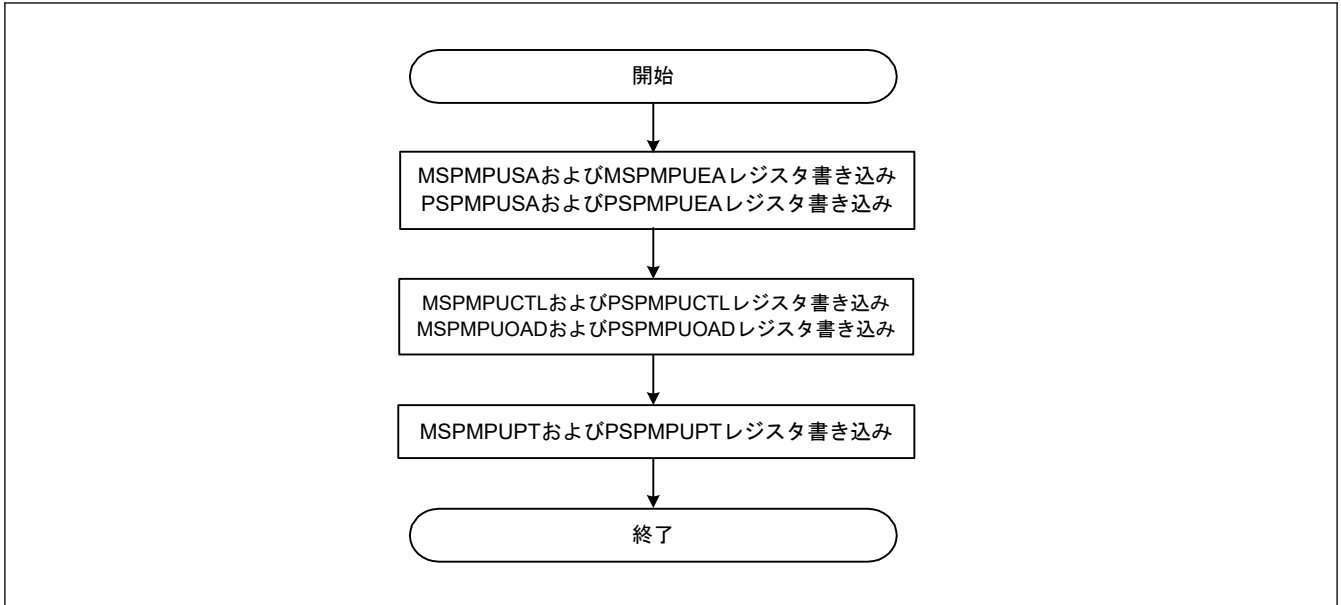 開始
MSPMPUSAおよびMSPMPUEAレジスタ書き込み
PSPMPUSAおよびPSPMPUEAレジスタ書き込み
MSPMPUCTLおよびPSPMPUCTLレジスタ書き込み
MSPMPUOADおよびPSPMPUOADレジスタ書き込み
MSPMPUPTおよびPSPMPUPTレジスタ書き込み
終了